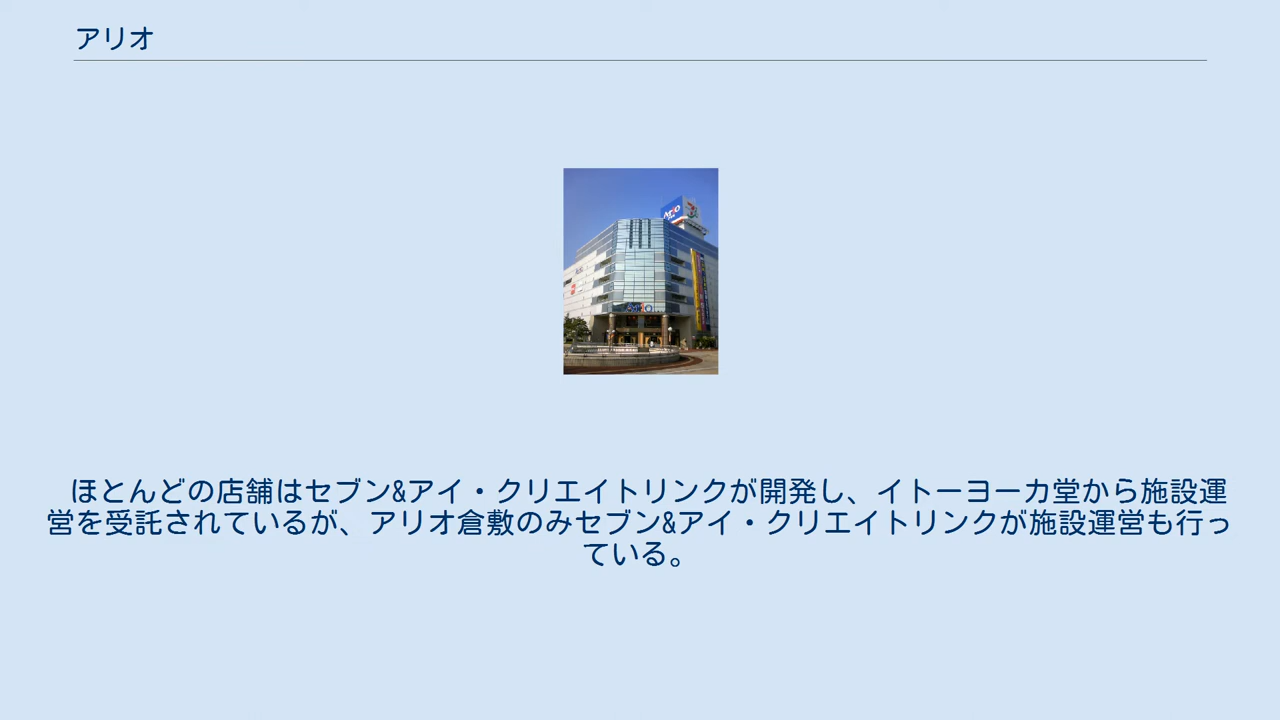 アリオ
Ario
ほとんどの店舗はセブン&アイ・クリエイトリンクが開発し、イトーヨーカ堂から施設運
営を受託されているが、アリオ倉敷のみセブン&アイ・クリエイトリンクが施設運営も行っ
ている。